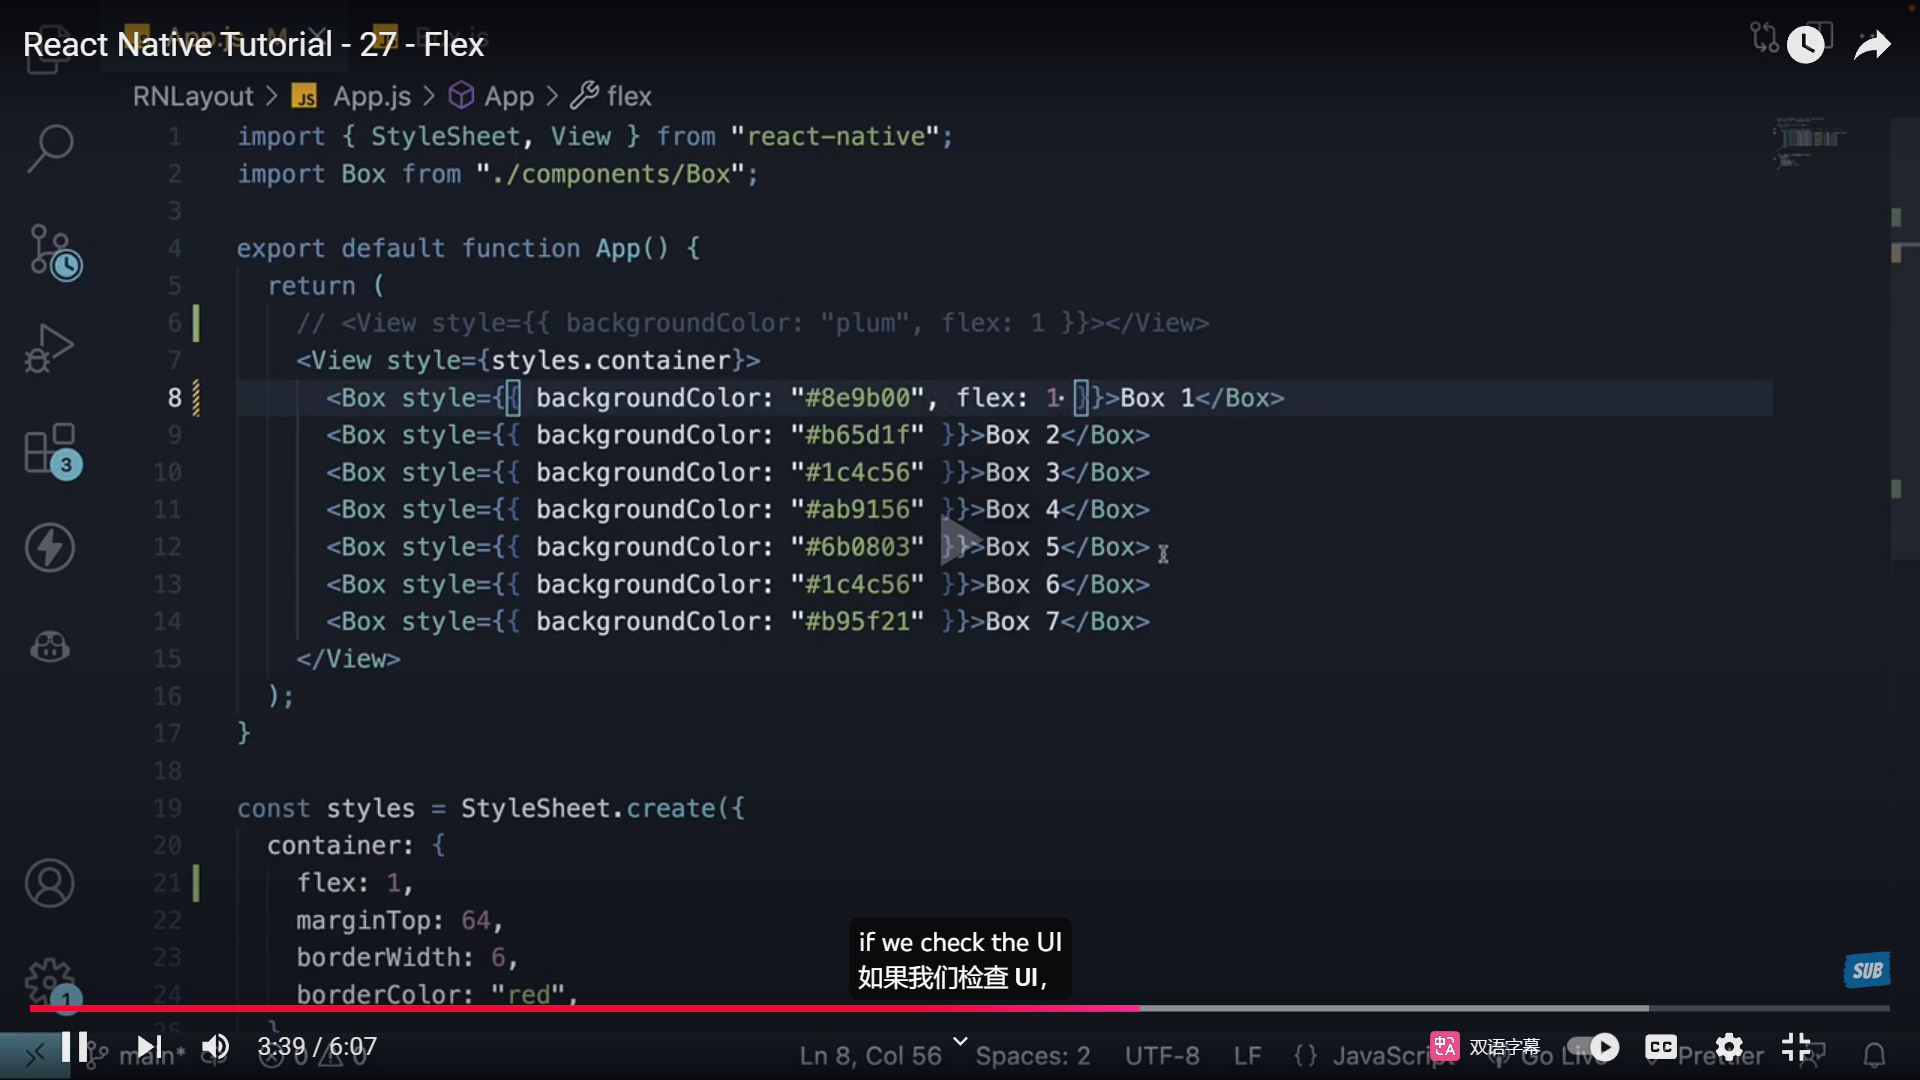 React Native Tutorial - 27 - Flex
RNLayout > JS App.js > App > flex
1 import { StyleSheet, View } from "react-native";
2 import Box from "./components/Box";
3
4 export default function App() {
5 return (
6 // <View style={{ backgroundColor: "plum", flex: 1 }}></View>
7 <View style={styles.container}>
8 <Box style={{ backgroundColor: "#8e9b00", flex: 1 }}>Box 1</Box>
9 <Box style={{ backgroundColor: "#b65d1f" }}>Box 2</Box>
10 <Box style={{ backgroundColor: "#1c4c56" }}>Box 3</Box>
11 <Box style={{ backgroundColor: "#ab9156" }}>Box 4</Box>
12 <Box style={{ backgroundColor: "#6b0803" }}>Box 5</Box>
13 <Box style={{ backgroundColor: "#1c4c56" }}>Box 6</Box>
14 <Box style={{ backgroundColor: "#b95f21" }}>Box 7</Box>
15 </View>
16 );
17 }
18
19 const styles = StyleSheet.create({
20 container: {
21 flex: 1,
22 marginTop: 64,
23 borderWidth: 6,
24 borderColor: "red",
25 }
3
1
if we check the UI
如果我们检查 UI，
SUB
3:39 / 6:07
main*
Ln 8, Col 56 Spaces: 2 UTF-8 LF {} JavaScript Go Live Prettier
双语字幕
CC